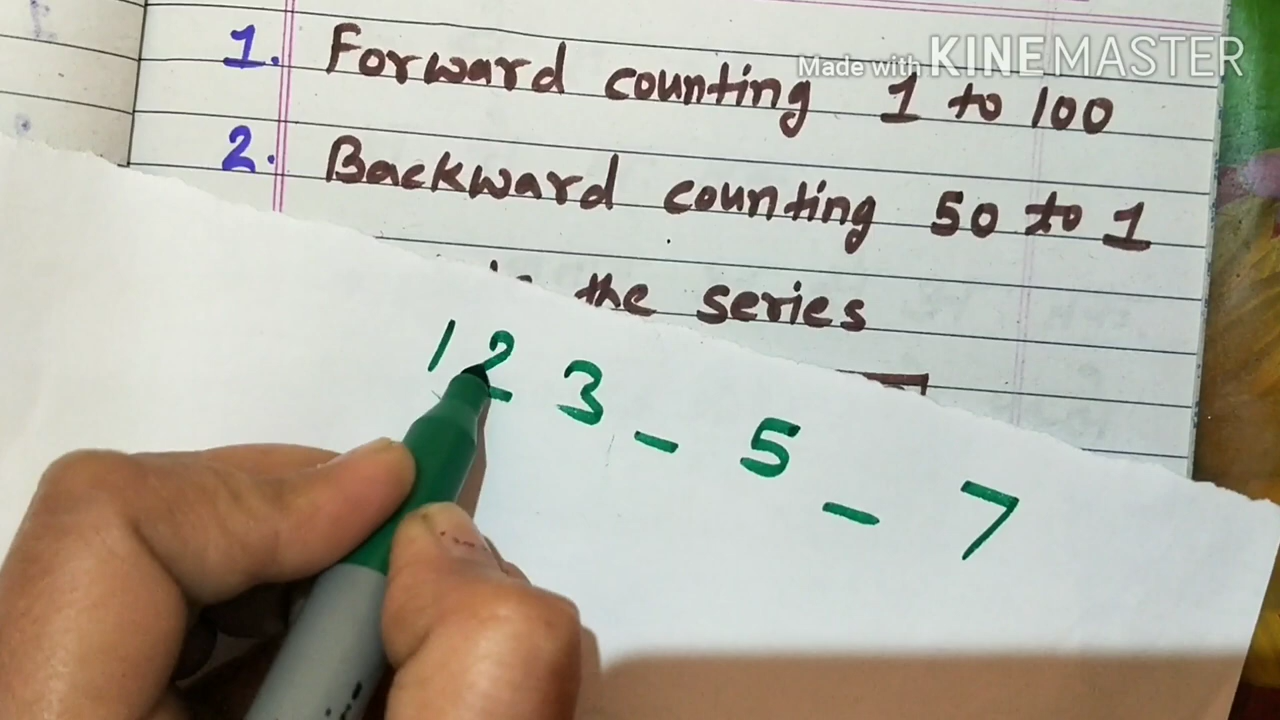 1. Forward counting 1 to 100
Made with KINEMASTER
2. Backward counting 50 to 1
the series
1 2 3 _ 5 _ 7